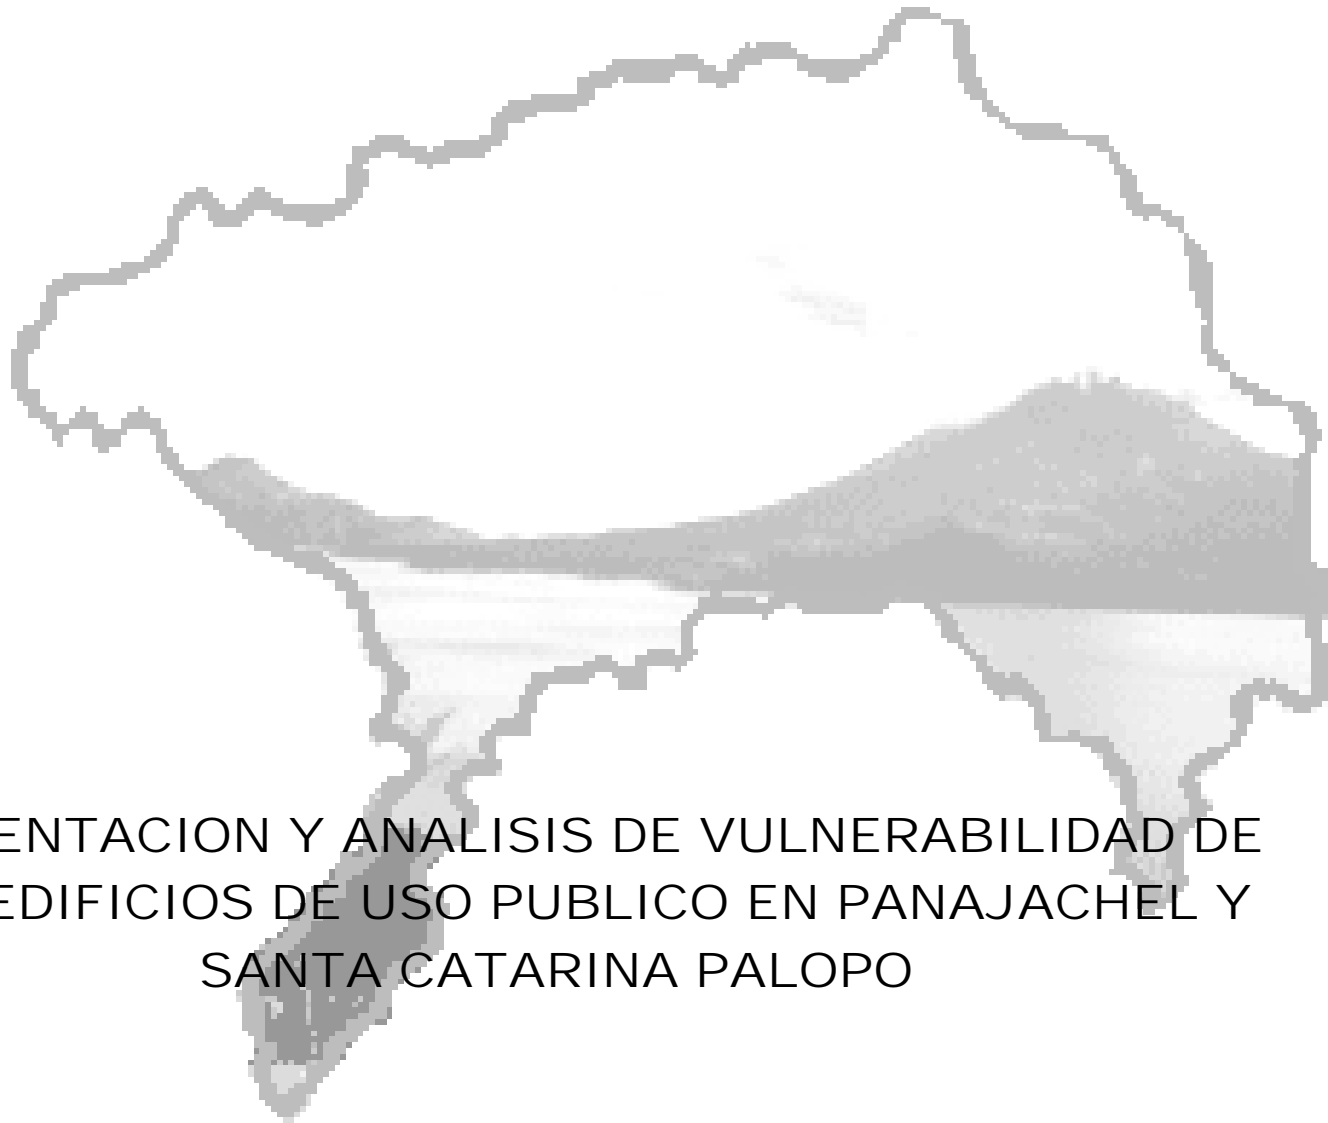 ENTACION Y ANALISIS DE VULNERABILIDAD DE
EDIFICIOS DE USO PUBLICO EN PANAJACHEL Y
SANTA CATARINA PALOPO